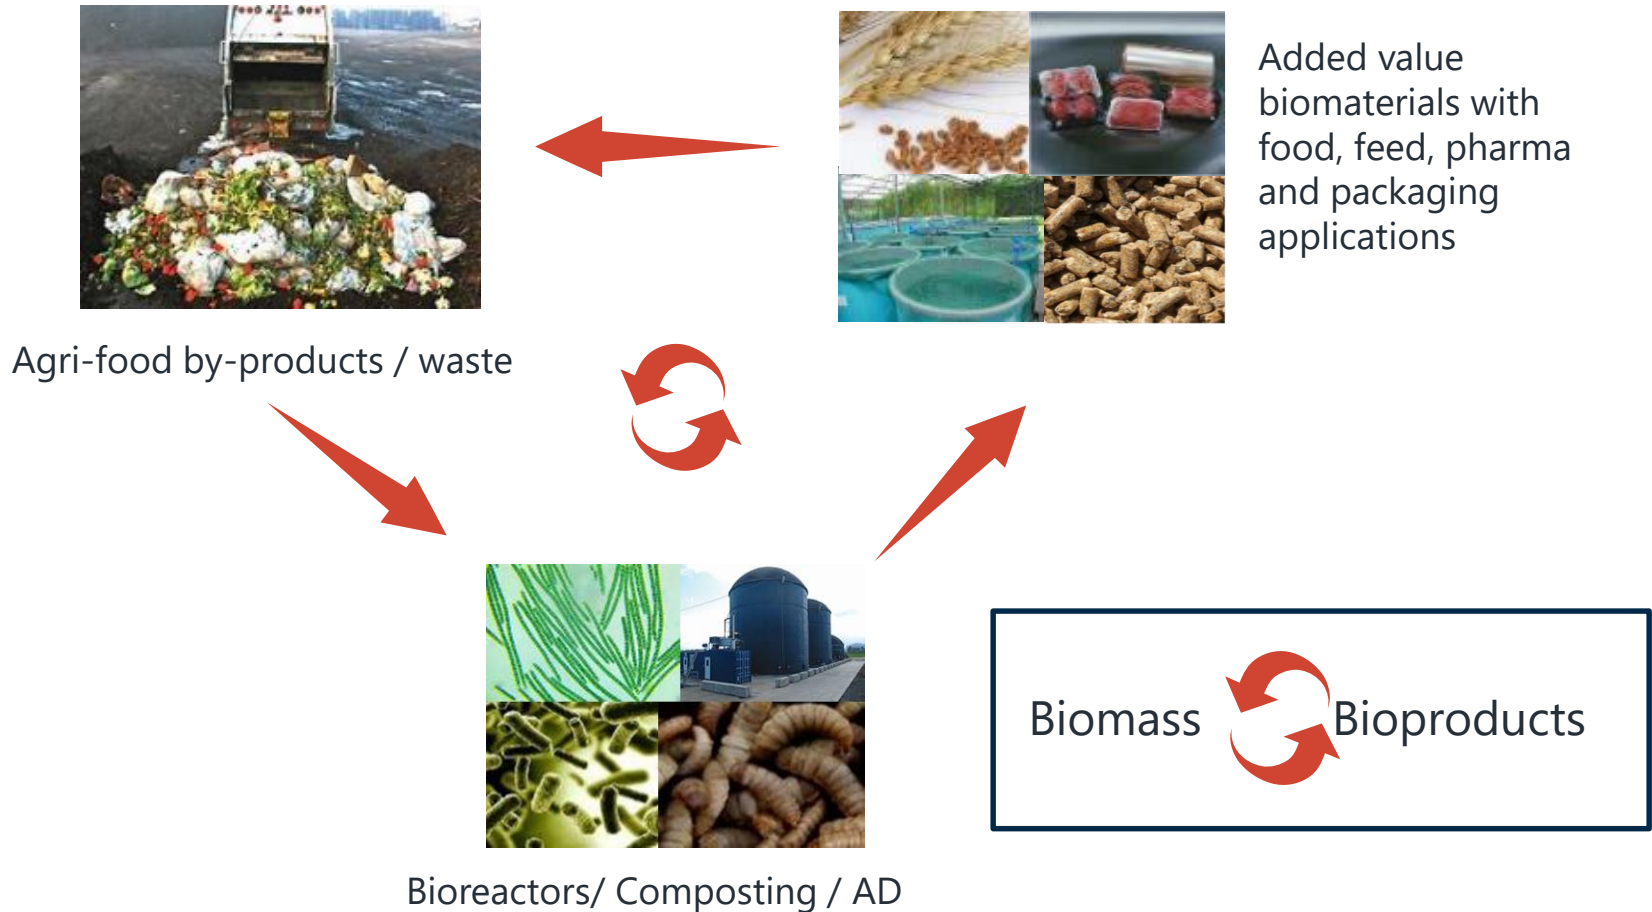 Added value
biomaterials with
food, feed, pharma
and packaging
applications
Agri-food by-products / waste
Biomass
Bioproducts
Bioreactors/ Composting / AD